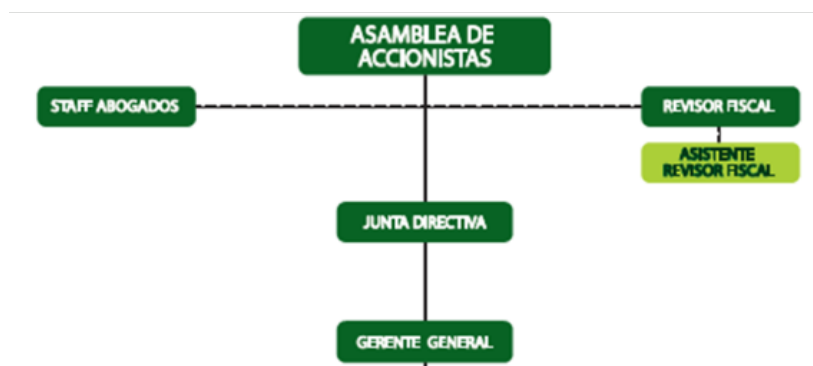 ASAMBLEA DE
ACCIONISTAS
STAFF ABOGADOS
REVISOR FISCAL
ASISTENTE
REVISOR FISCAL
JUNTA DIRECTIVA
GERENTE GENERAL